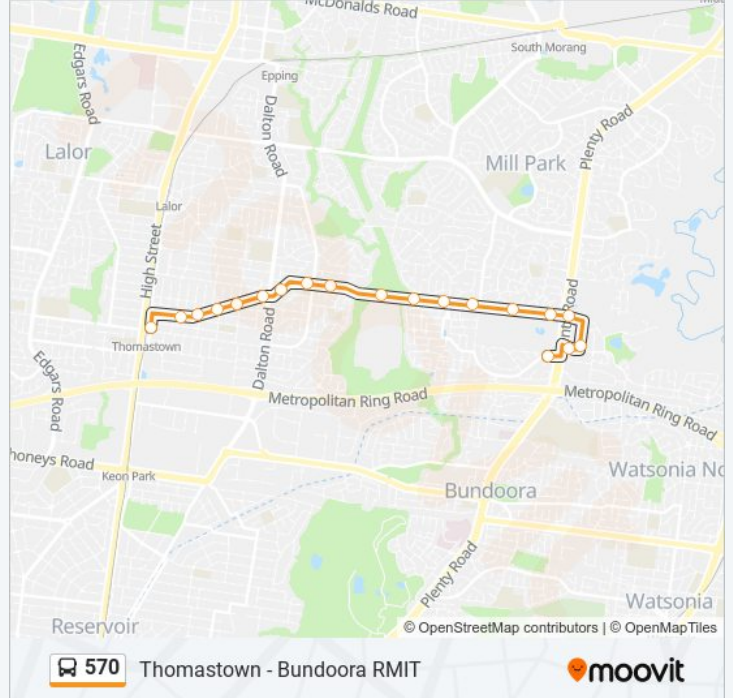 McDonalds Road
South Morang
Epping
Edgars Road
Dalton Road
Plenty Road
Lalor
Mill Park
Lalor
High Street
Road
Thomastown
Dalton Road
Edgars Road
Metropolitan Ring Road
Metropolitan Ring Road
honeys Road
Keon Park
Watsonia No
Bundoora
Plenty Road
Watsonia
Reservoir
© OpenStreetMap contributors | © OpenMapTiles
570 Thomastown - Bundoora RMIT
moovit